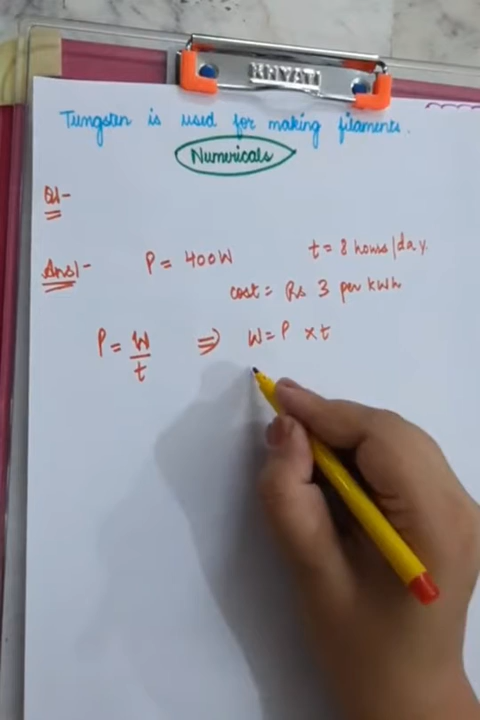 KHYATI
Tungsten is used for making filaments.
Numericals
Q1-
Ans1- P = 400W t = 8 hours/day.
cost = Rs 3 per kWh
P = W/t ⇒ W = P × t